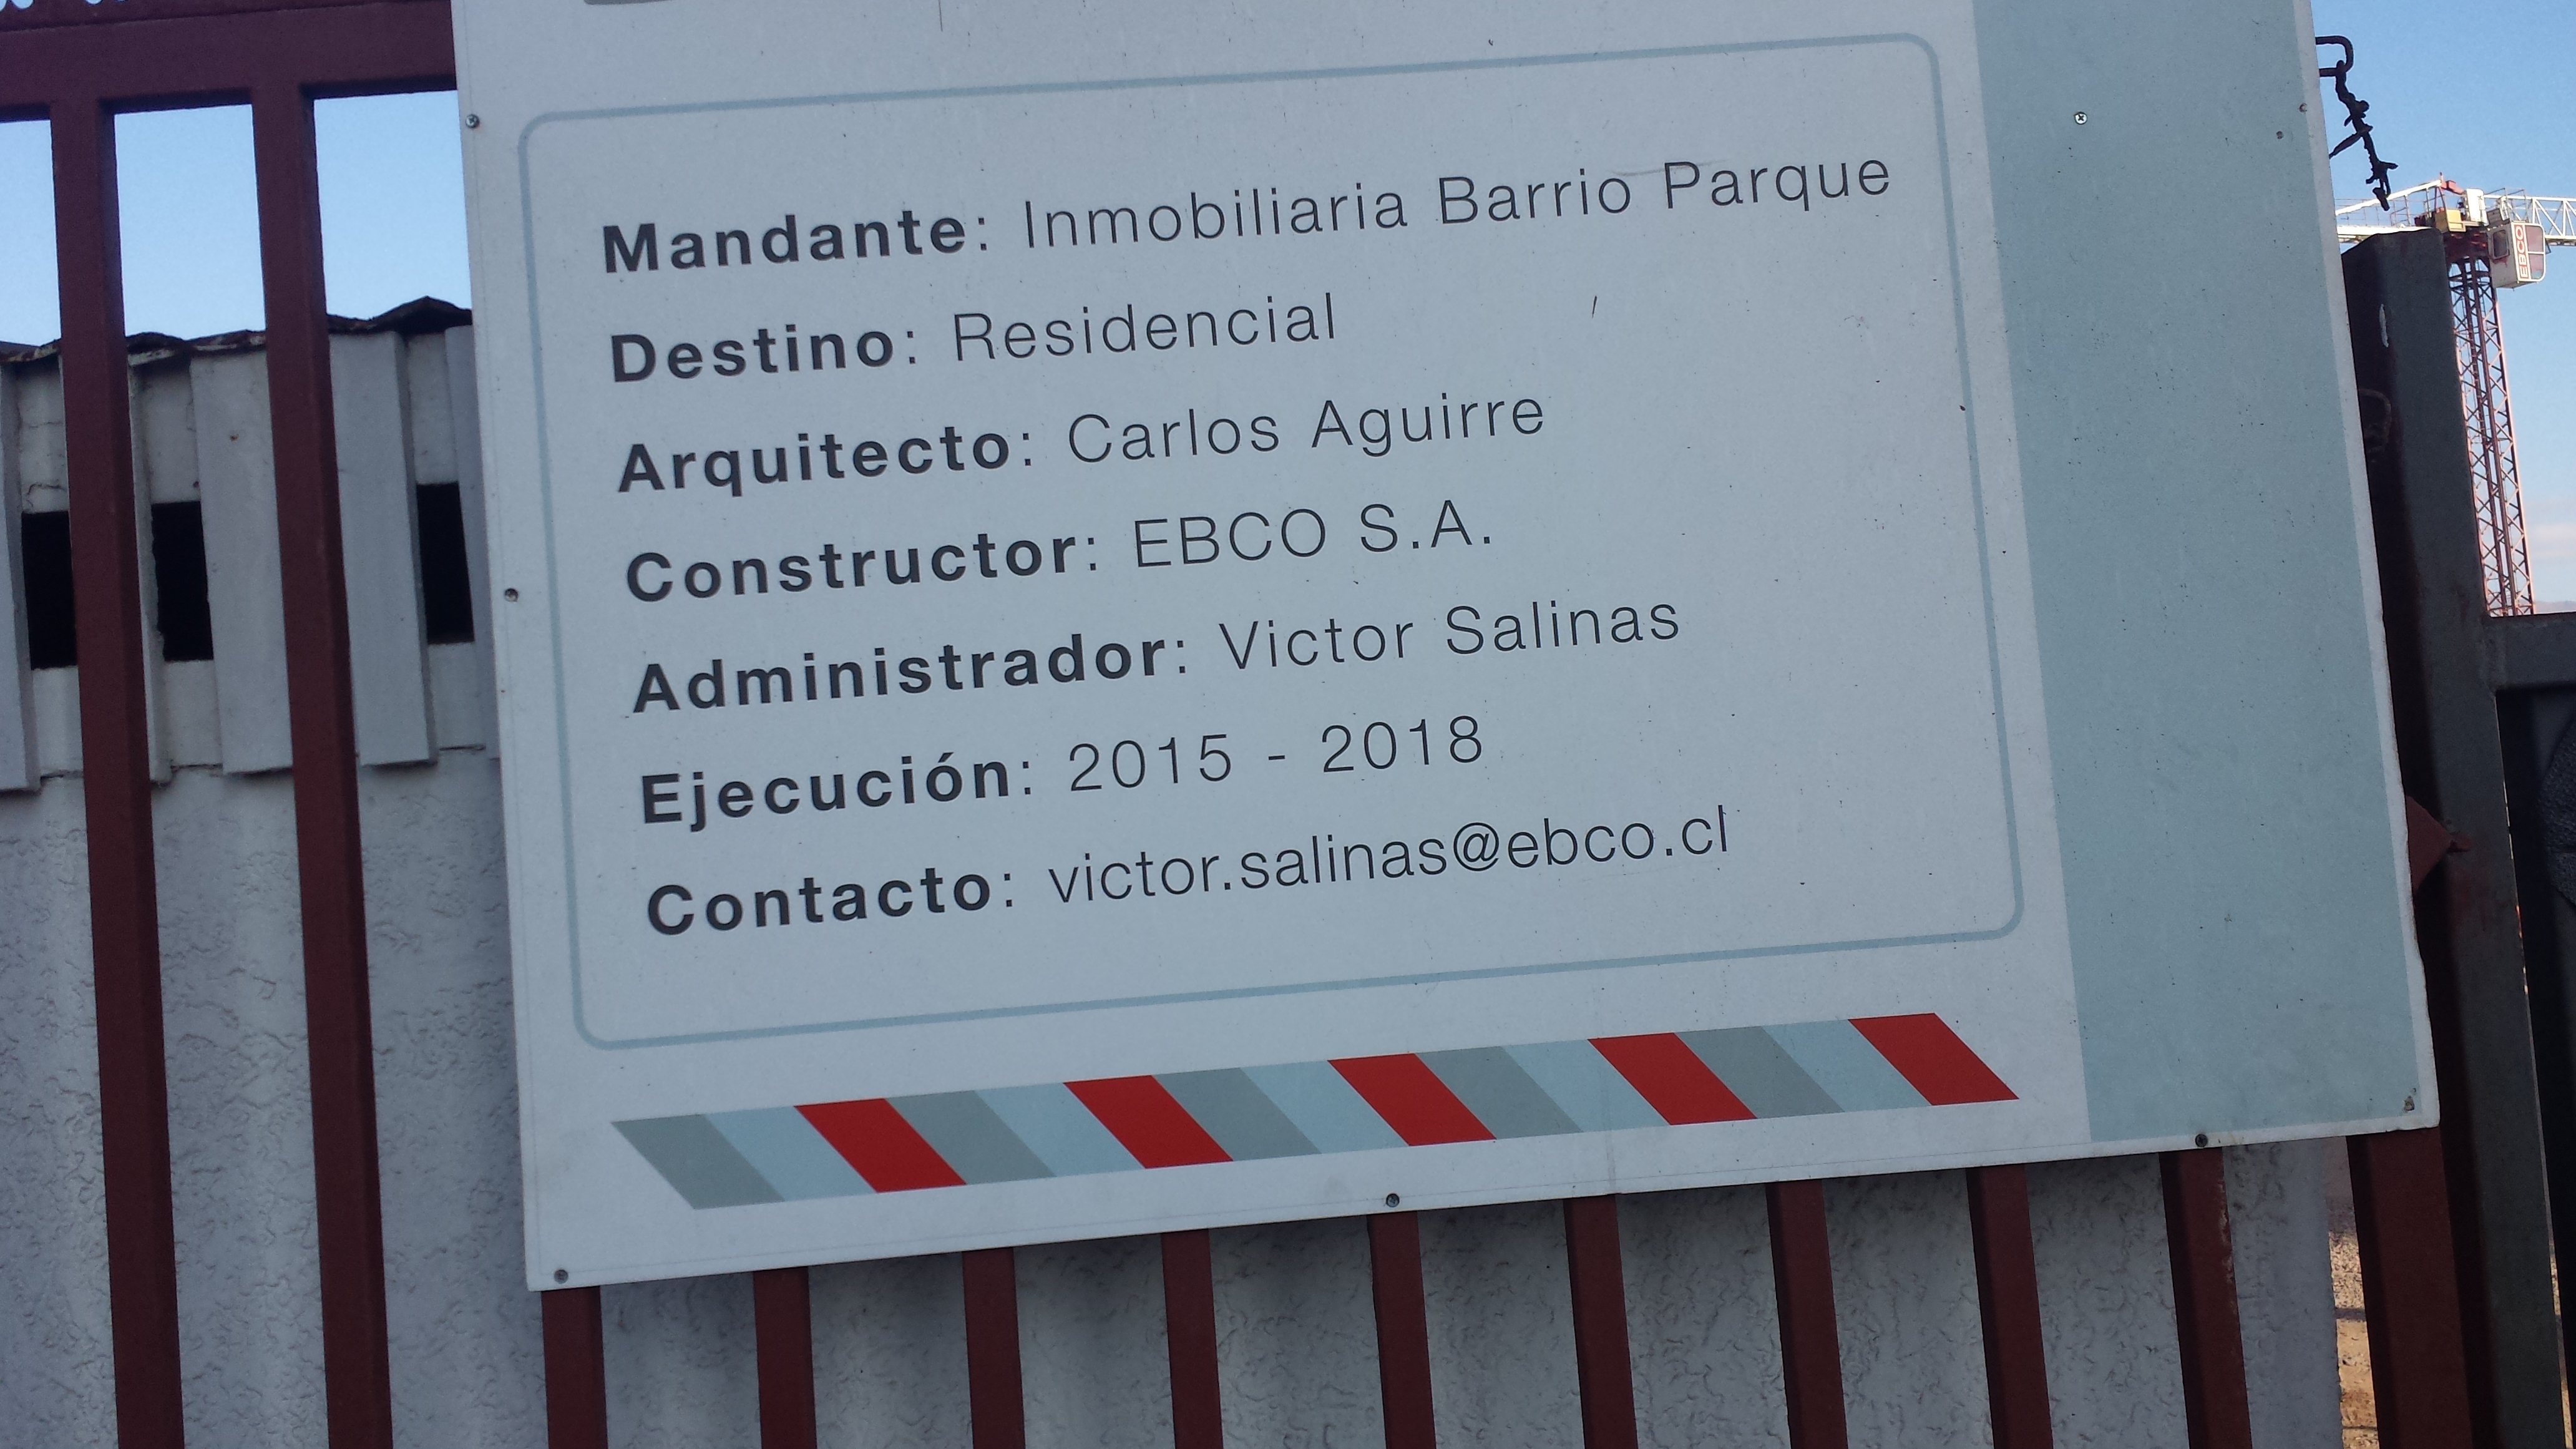 Mandante: Inmobiliaria Barrio Parque
Destino: Residencial
Arquitecto: Carlos Aguirre
Constructor: EBCO S.A.
Administrador: Victor Salinas
Ejecución: 2015 - 2018
Contacto: victor.salinas@ebco.cl
EBCO